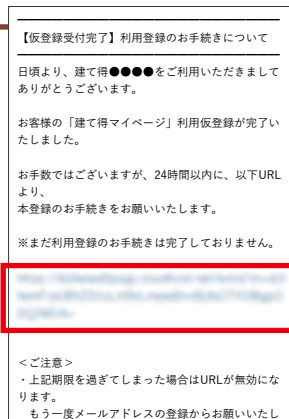 【仮登録受付完了】利用登録のお手続きについて
日頃より、建て得●●●●をご利用いただきまして
ありがとうございます。
お客様の「建て得マイページ」利用仮登録が完了い
たしました。
お手数ではございますが、24時間以内に、以下URL
より、
本登録のお手続きをお願いいたします。
※まだ利用登録のお手続きは完了しておりません。
＜ご注意＞
・上記期限を過ぎてしまった場合はURLが無効にな
ります。
もう一度メールアドレスの登録からお願いいたし